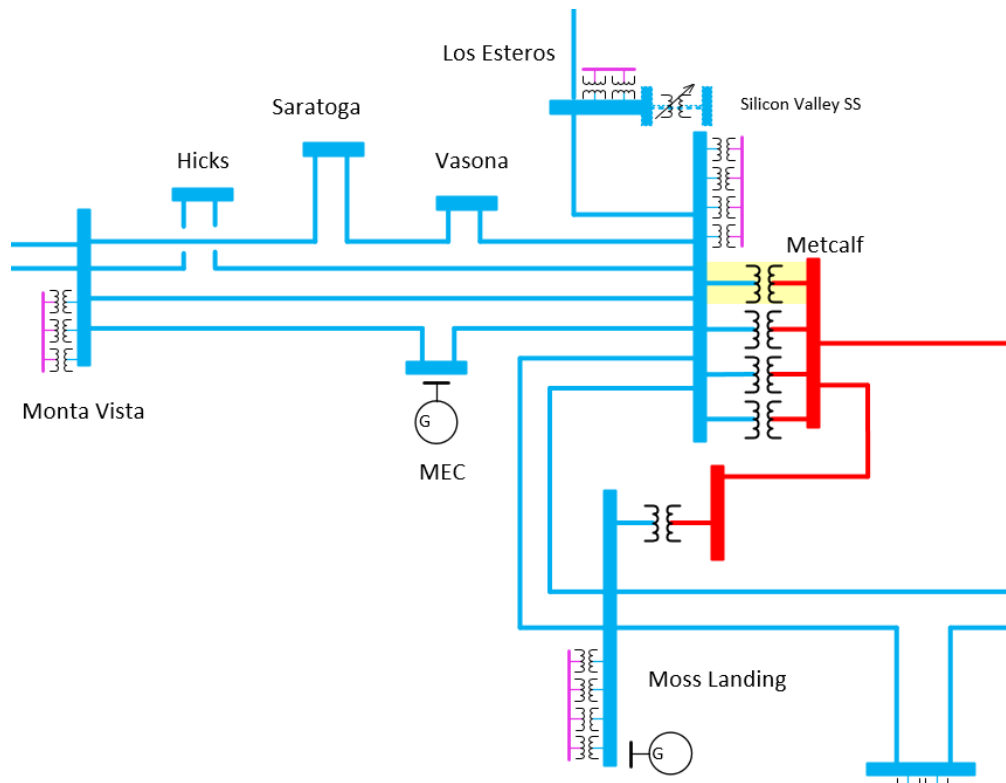 Los Esteros
Silicon Valley SS
Saratoga
Hicks
Vasona
Metcalf
Monta Vista
G
MEC
Moss Landing
G